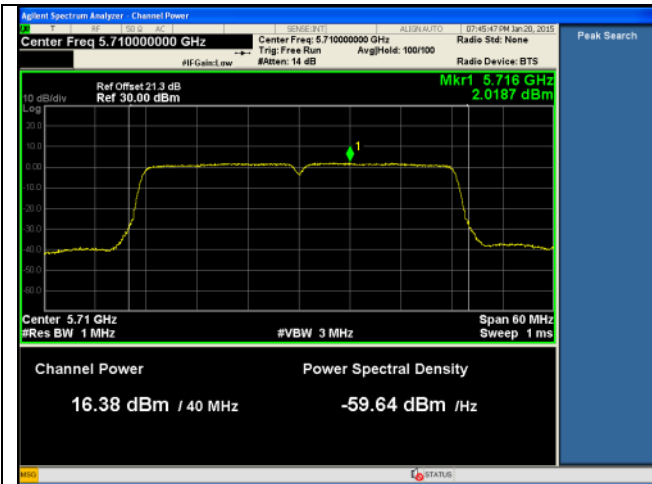 Agilent Spectrum Analyzer - Channel Power
T RF 50 Ω AC SENSE:INT ALIGN AUTO 07:45:47 PM Jan 20, 2015
Center Freq 5.710000000 GHz
Center Freq: 5.710000000 GHz Radio Std: None
Trig: Free Run Avg|Hold: 100/100
#IFGain:Low #Atten: 14 dB Radio Device: BTS
Peak Search
Ref Offset 21.3 dB Mkr1 5.716 GHz
10 dB/div Ref 30.00 dBm 2.0187 dBm
Log
20.0
10.0
1
0.00
-10.0
-20.0
-30.0
-40.0
-50.0
-60.0
Center 5.71 GHz Span 60 MHz
#Res BW 1 MHz #VBW 3 MHz Sweep 1 ms
Channel Power Power Spectral Density
16.38 dBm / 40 MHz -59.64 dBm /Hz
MSG STATUS